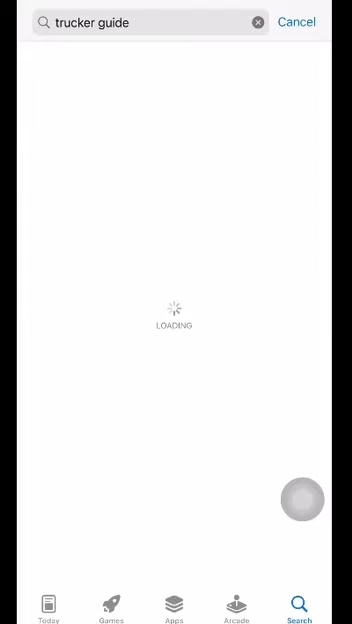 trucker guide
Cancel
LOADING
Today
Games
Apps
Arcade
Search